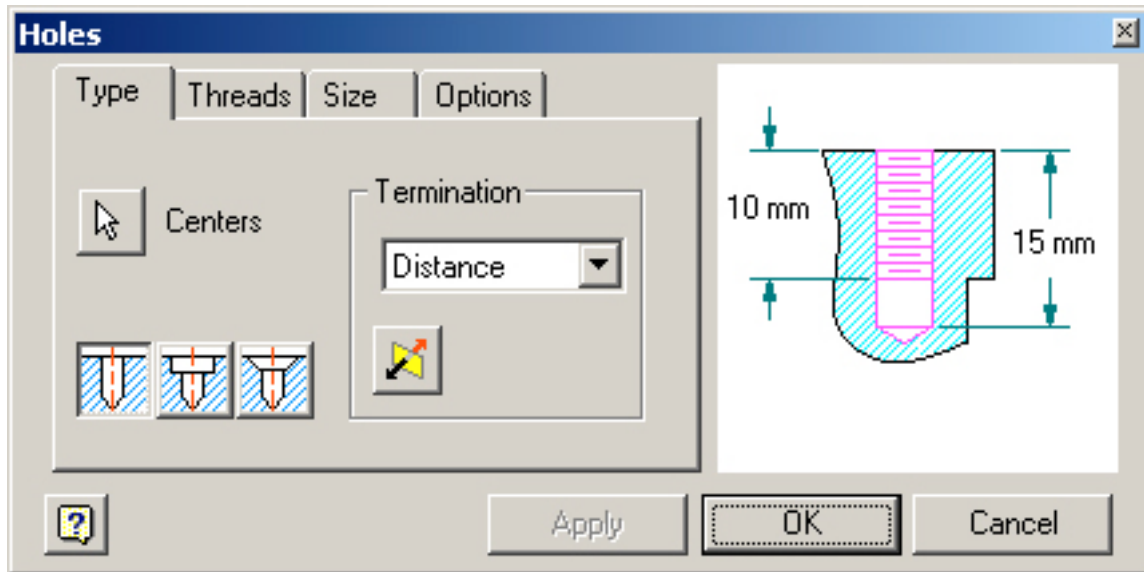 Holes
Type
Threads
Size
Options
Centers
Termination
Distance
10 mm
15 mm
?
Apply
OK
Cancel